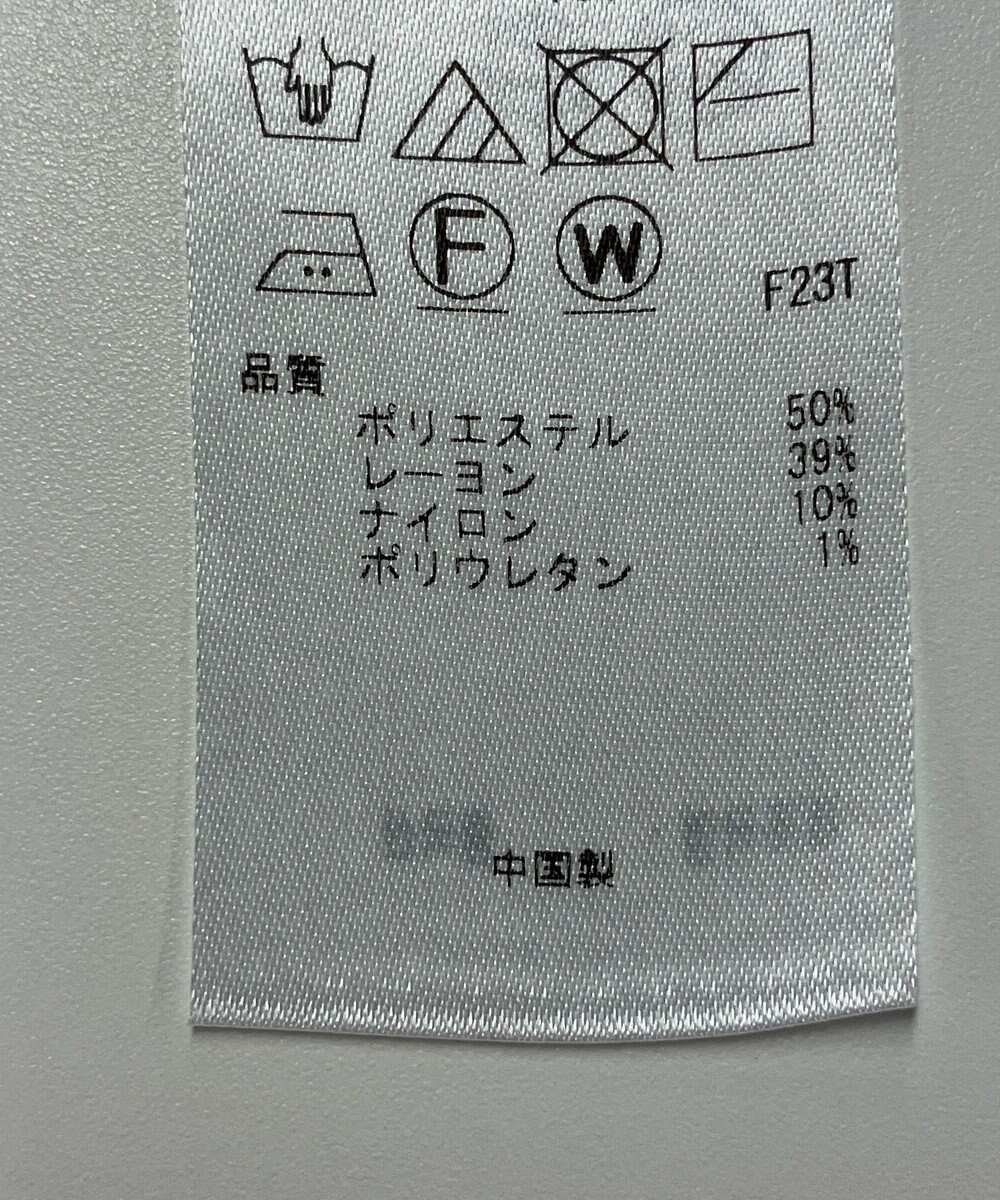 F W F23T
品質
ポリエステル 50%
レーヨン 39%
ナイロン 10%
ポリウレタン 1%
中国製